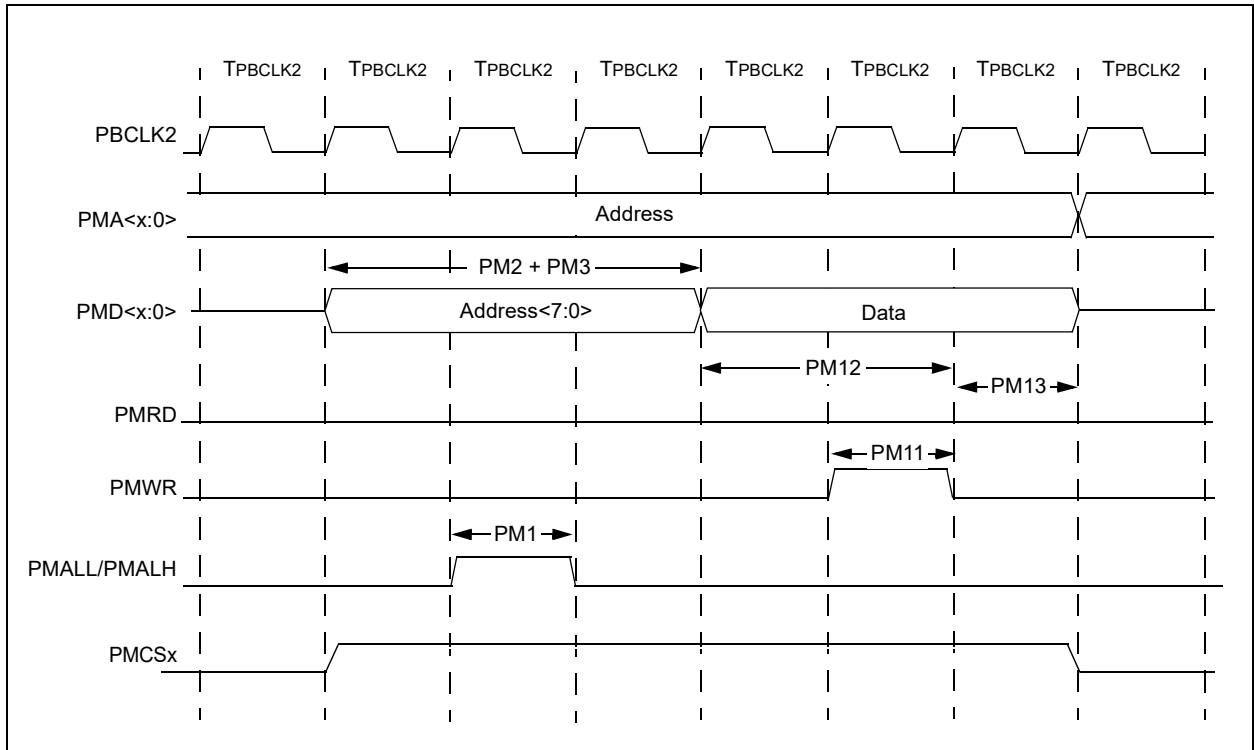 TPBCLK2 TPBCLK2 TPBCLK2 TPBCLK2 TPBCLK2 TPBCLK2 TPBCLK2 TPBCLK2
PBCLK2
PMA<x:0>
Address
PM2 + PM3
PMD<x:0>
Address<7:0>
Data
PM12
PM13
PMRD
PM11
PMWR
PM1
PMALL/PMALH
PMCSx